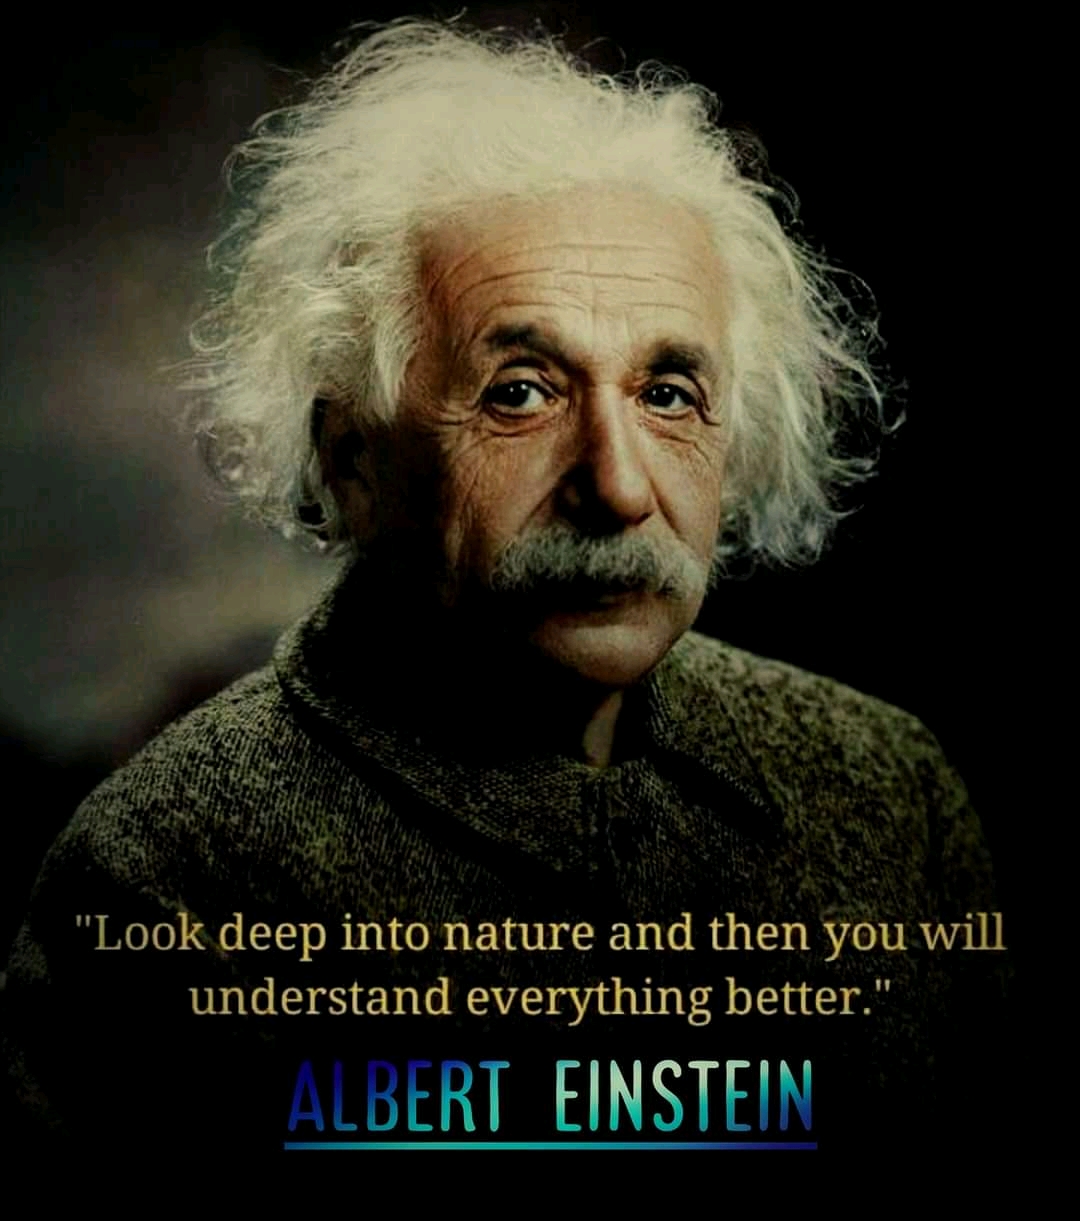 "Look deep into nature and then you will
understand everything better."
ALBERT EINSTEIN